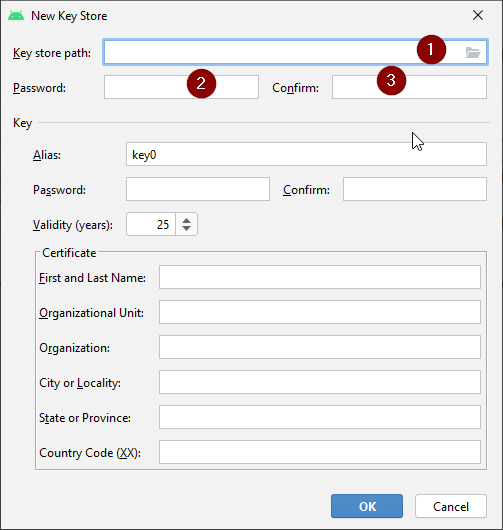 New Key Store
Key store path: 1
Password: 2 Confirm: 3
Key
Alias: key0
Password: Confirm:
Validity (years): 25
Certificate
First and Last Name:
Organizational Unit:
Organization:
City or Locality:
State or Province:
Country Code (XX):
OK Cancel